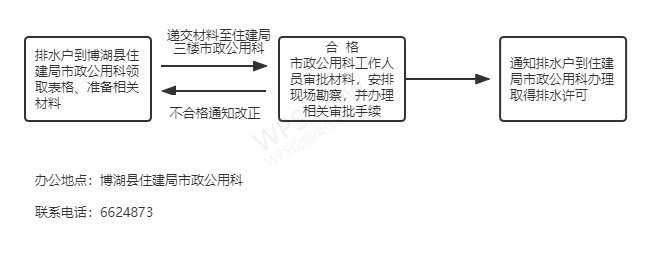 排水户到博湖县住
建局市政公用科领
取表格、准备相关
材料
递交材料至住建局
三楼市政公用科
不合格通知改正
合 格
市政公用科工作人
员审批材料，安排
现场勘察，并办理
相关审批手续
通知排水户到住建
局市政公用科办理
取得排水许可
办公地点：博湖县住建局市政公用科
联系电话：6624873